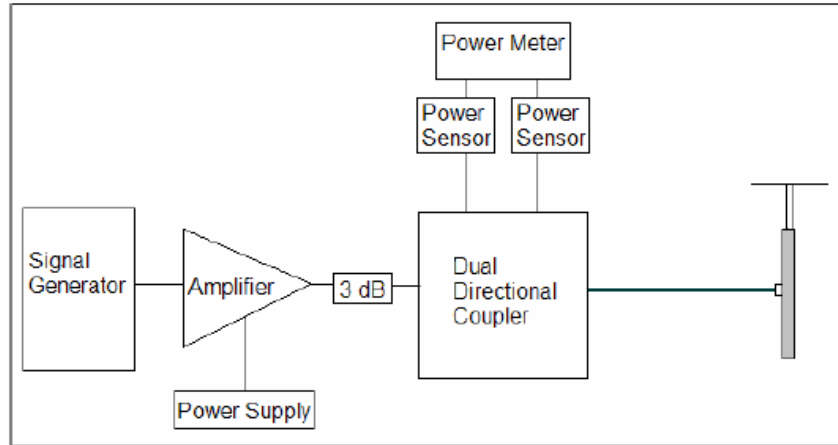 Power Meter
Power
Sensor
Power
Sensor
Signal
Generator
Amplifier
3 dB
Dual
Directional
Coupler
Power Supply